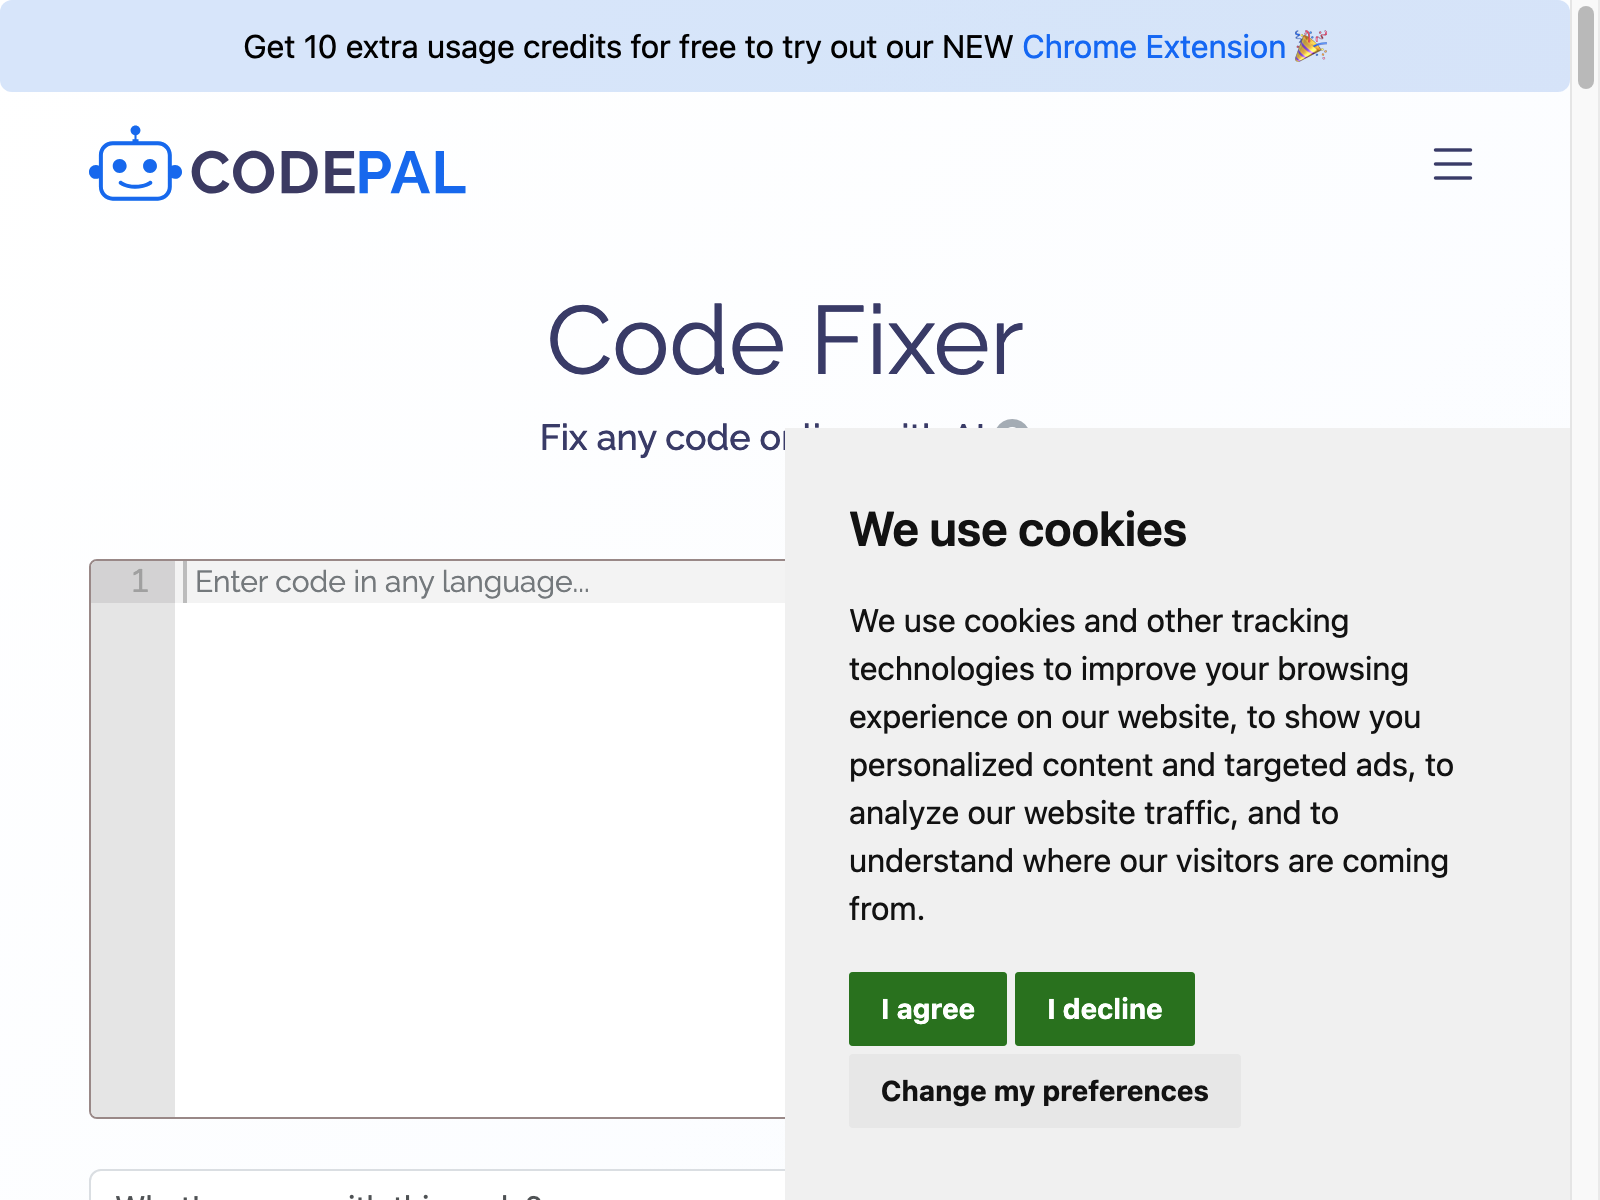 Get 10 extra usage credits for free to try out our NEW Chrome Extension 🎉
CODEPAL
Code Fixer
Fix any code
1
Enter code in any language...
We use cookies
We use cookies and other tracking
technologies to improve your browsing
experience on our website, to show you
personalized content and targeted ads, to
analyze our website traffic, and to
understand where our visitors are coming
from.
I agree
I decline
Change my preferences